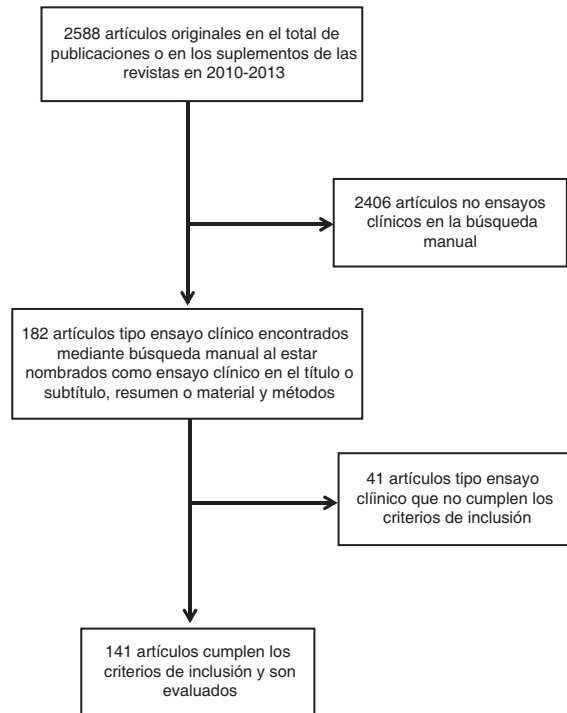 2588 artículos originales en el total de
publicaciones o en los suplementos de las
revistas en 2010-2013
2406 artículos no ensayos
clínicos en la búsqueda
manual
182 artículos tipo ensayo clínico encontrados
mediante búsqueda manual al estar
nombrados como ensayo clínico en el título o
subtítulo, resumen o material y métodos
41 artículos tipo ensayo
clíinico que no cumplen los
criterios de inclusión
141 artículos cumplen los
criterios de inclusión y son
evaluados